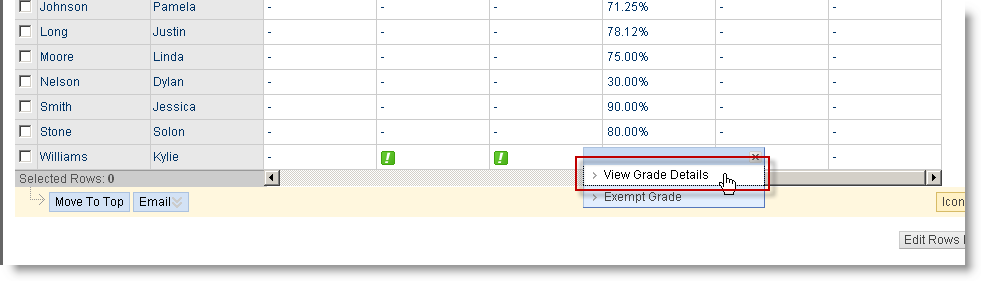 Johnson Pamela - - - 71.25% - -
Long Justin - - - 78.12% - -
Moore Linda - - - 75.00% - -
Nelson Dylan - - - 30.00% - -
Smith Jessica - - - 90.00% - -
Stone Solon - - - 80.00% - -
Williams Kylie - ! !
View Grade Details
Selected Rows: 0
Exempt Grade
Move To Top Email Icon
Edit Rows